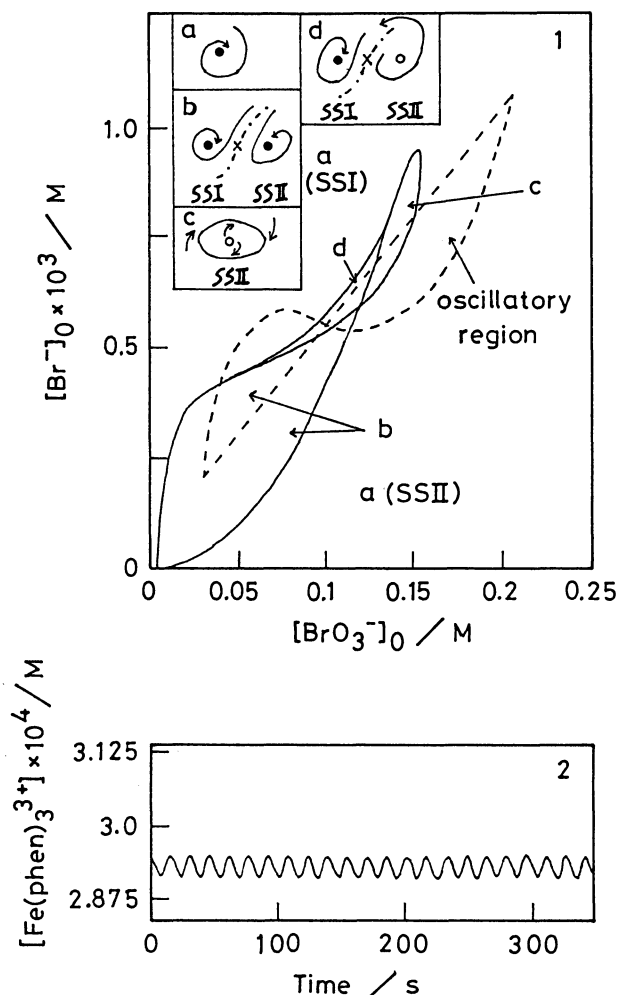 1
a
b
SSI SSII
c
SSII
d
SSI SSII
a
(SSI)
c
d
oscillatory
region
b
a (SSII)
[Br⁻]₀ × 10³ / M
1.0
0.5
0
0 0.05 0.1 0.15 0.2 0.25
[BrO₃⁻]₀ / M
2
[Fe(phen)₃³⁺] × 10⁴ / M
3.125
3.0
2.875
0 100 200 300
Time / s